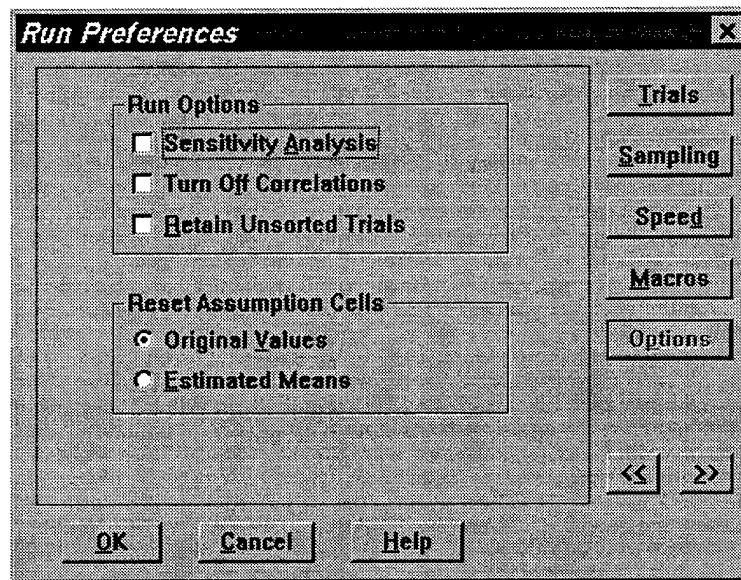 Run Preferences
Run Options
Sensitivity Analysis
Turn Off Correlations
Retain Unsorted Trials
Reset Assumption Cells
Original Values
Estimated Means
Trials
Sampling
Speed
Macros
Options
<< >>
OK Cancel Help